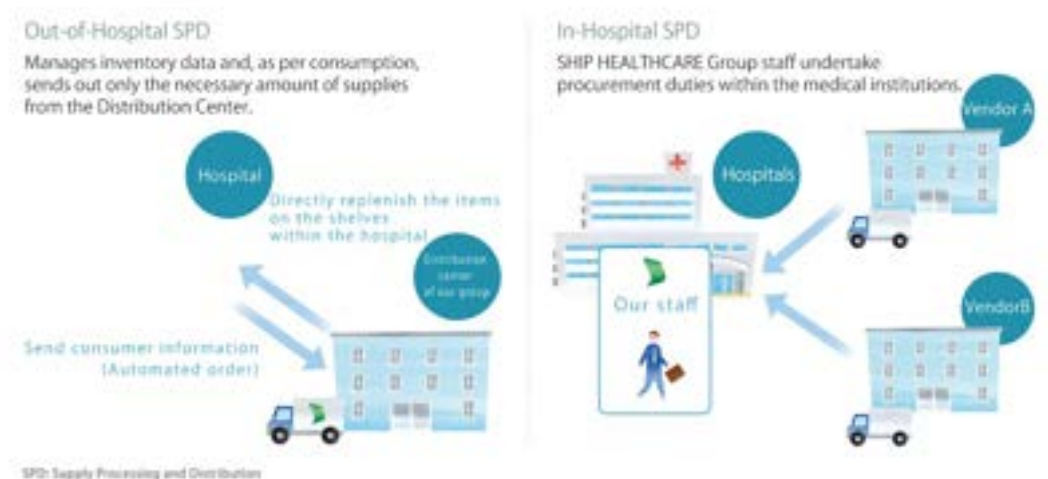 Out-of-Hospital SPD
Manages inventory data and, as per consumption,
sends out only the necessary amount of supplies
from the Distribution Center.
Hospital
Directly replenish the items
on the shelves
within the hospital
Distribution
center
of our group
Send consumer information
(Automated order)
In-Hospital SPD
SHIP HEALTHCARE Group staff undertake
procurement duties within the medical institutions.
Vendor A
Hospitals
Our staff
VendorB
SPD: Supply Processing and Distribution